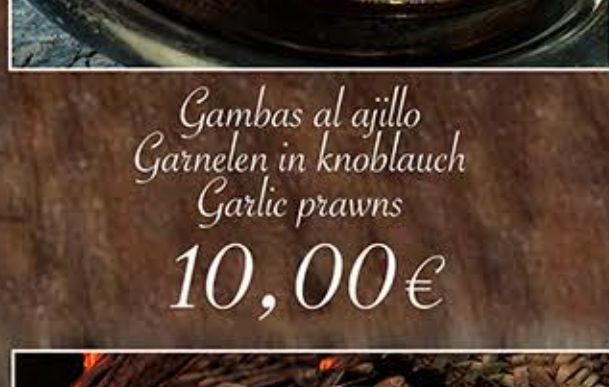 Gambas al ajillo
Garnelen in knoblauch
Garlic prawns
10,00€